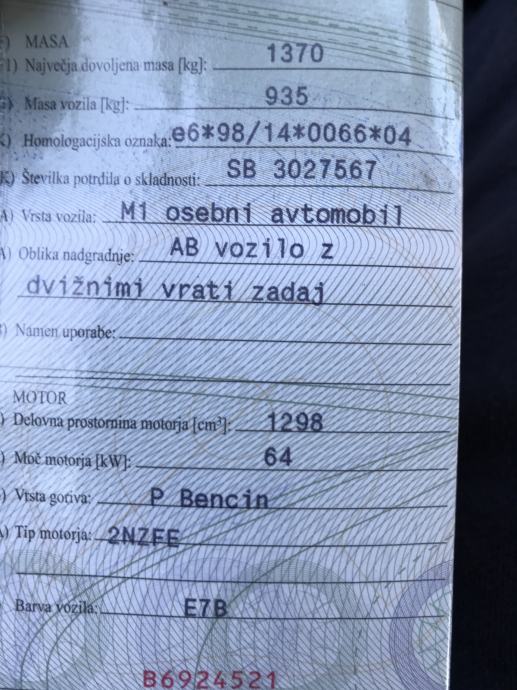 MASA
1) Največja dovoljena masa [kg]: 1370
) Masa vozila [kg]: 935
K) Homologacijska oznaka: e6*98/14*0066*04
K) Številka potrdila o skladnosti: SB 3027567
A) Vrsta vozila: M1 osebni avtomobil
A) Oblika nadgradnje: AB vozilo z
dvižnimi vrati zadaj
) Namen uporabe:
MOTOR
) Delovna prostornina motorja [cm³]: 1298
) Moč motorja [kW]: 64
) Vrsta goriva: P Bencin
) Tip motorja: 2NZFE
Barva vozila: E7B
B6924521